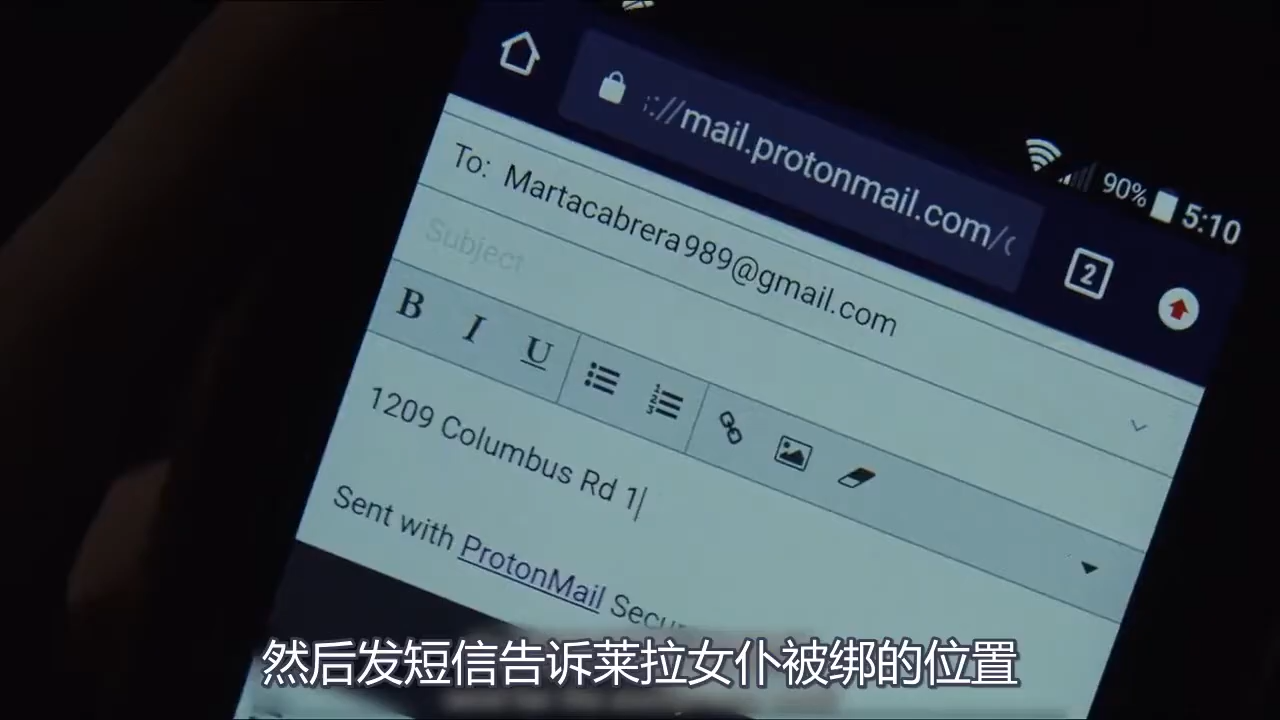 ://mail.protonmail.com/
90% 5:10
2
To: Martacabrera989@gmail.com
Subject
B I U
1209 Columbus Rd 1
Sent with ProtonMail Secu
然后发短信告诉莱拉女仆被绑的位置